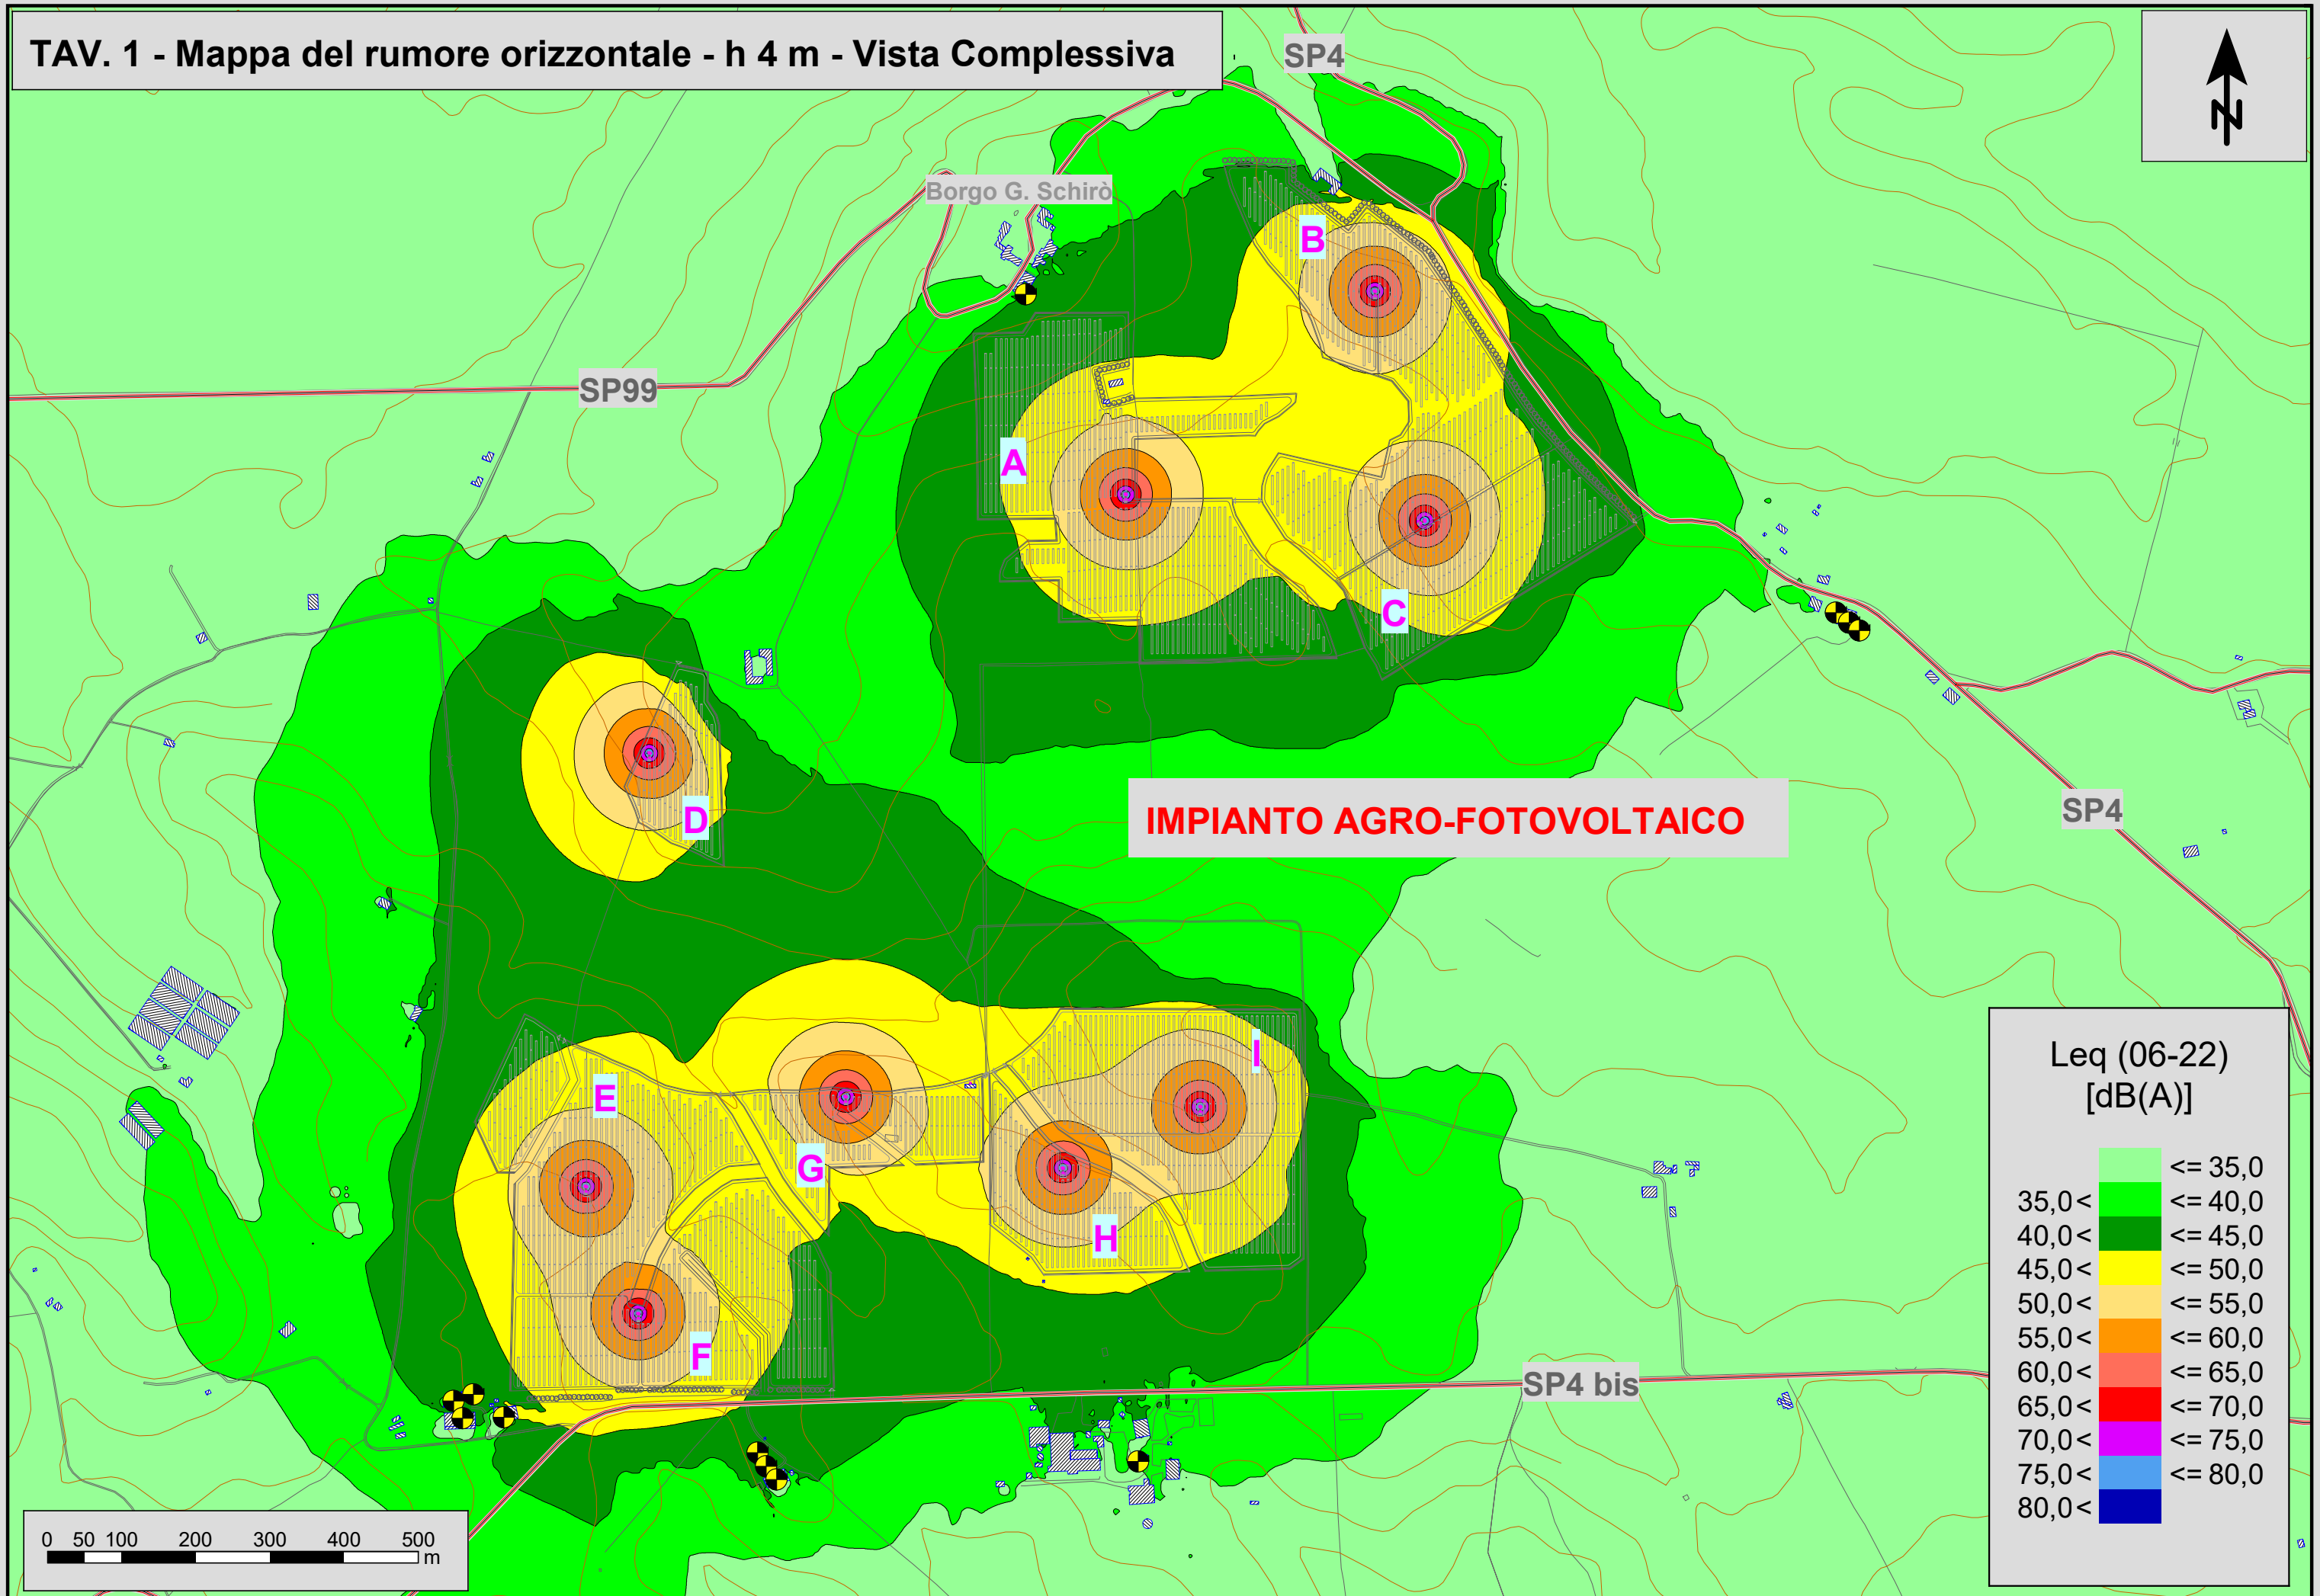 TAV. 1 - Mappa del rumore orizzontale - h 4 m - Vista Complessiva
SP4
N
Borgo G. Schirò
B
SP99
A
C
D
IMPIANTO AGRO-FOTOVOLTAICO
SP4
I
E
G
H
F
SP4 bis
Leq (06-22)
[dB(A)]
<= 35,0
35,0 < <= 40,0
40,0 < <= 45,0
45,0 < <= 50,0
50,0 < <= 55,0
55,0 < <= 60,0
60,0 < <= 65,0
65,0 < <= 70,0
70,0 < <= 75,0
75,0 < <= 80,0
80,0 <
0 50 100 200 300 400 500
m